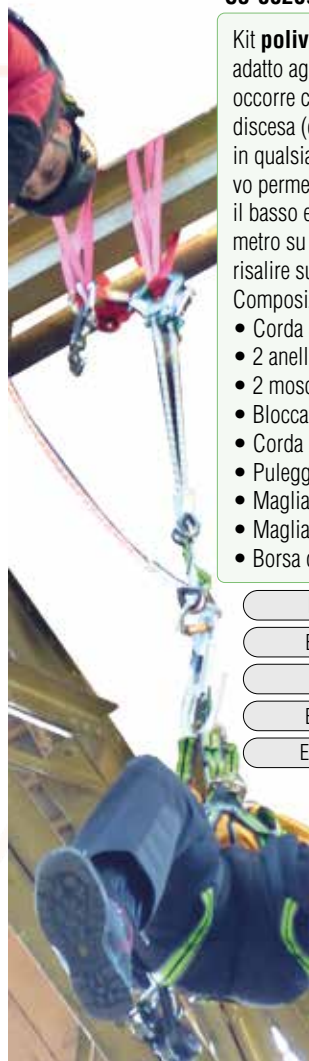 Kit poliv
adatto ag
occorre c
discesa (
in qualsia
vo perme
il basso e
metro su
risalire su
Composi
• Corda
• 2 anell
• 2 mosc
• Blocca
• Corda
• Pulegg
• Maglia
• Maglia
• Borsa
E
E
E